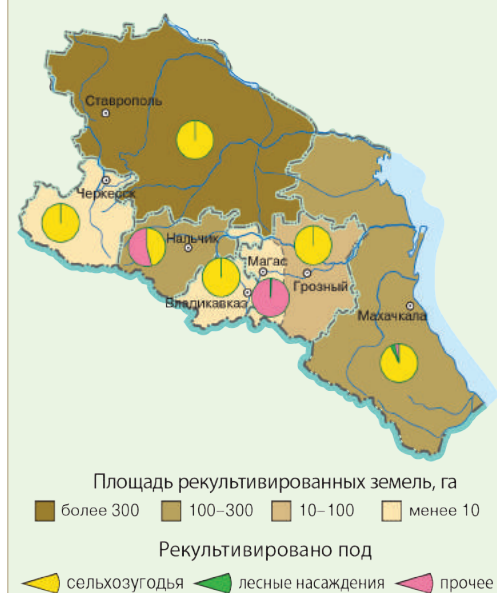 Ставрополь
Черкесск
Нальчик
Магас
Грозный
Владикавказ
Махачкала
Площадь рекультивированных земель, га
более 300 100–300 10–100 менее 10
Рекультивировано под
сельхозугодья лесные насаждения прочее